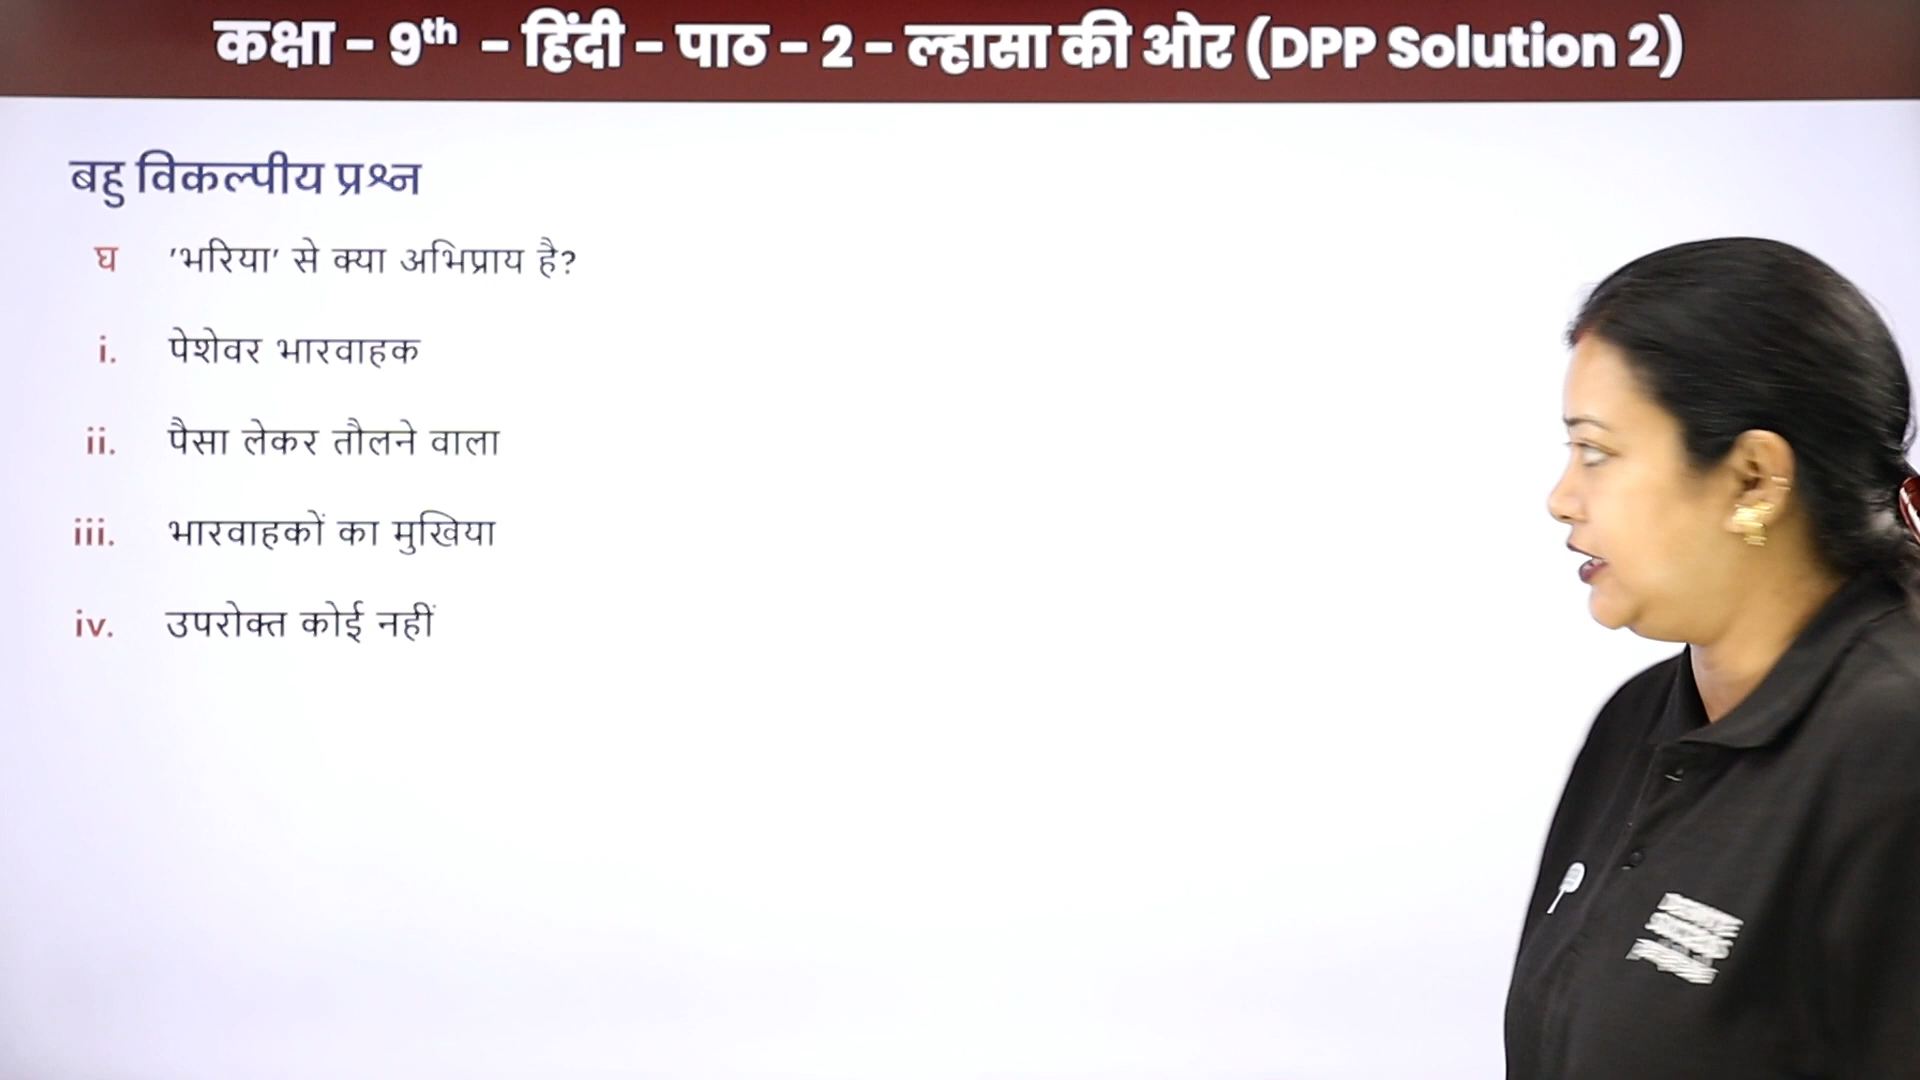 कक्षा – 9th – हिंदी – पाठ – 2 – ल्हासा की ओर (DPP Solution 2)
बहु विकल्पीय प्रश्न
घ 'भरिया' से क्या अभिप्राय है?
i. पेशेवर भारवाहक
ii. पैसा लेकर तौलने वाला
iii. भारवाहकों का मुखिया
iv. उपरोक्त कोई नहीं